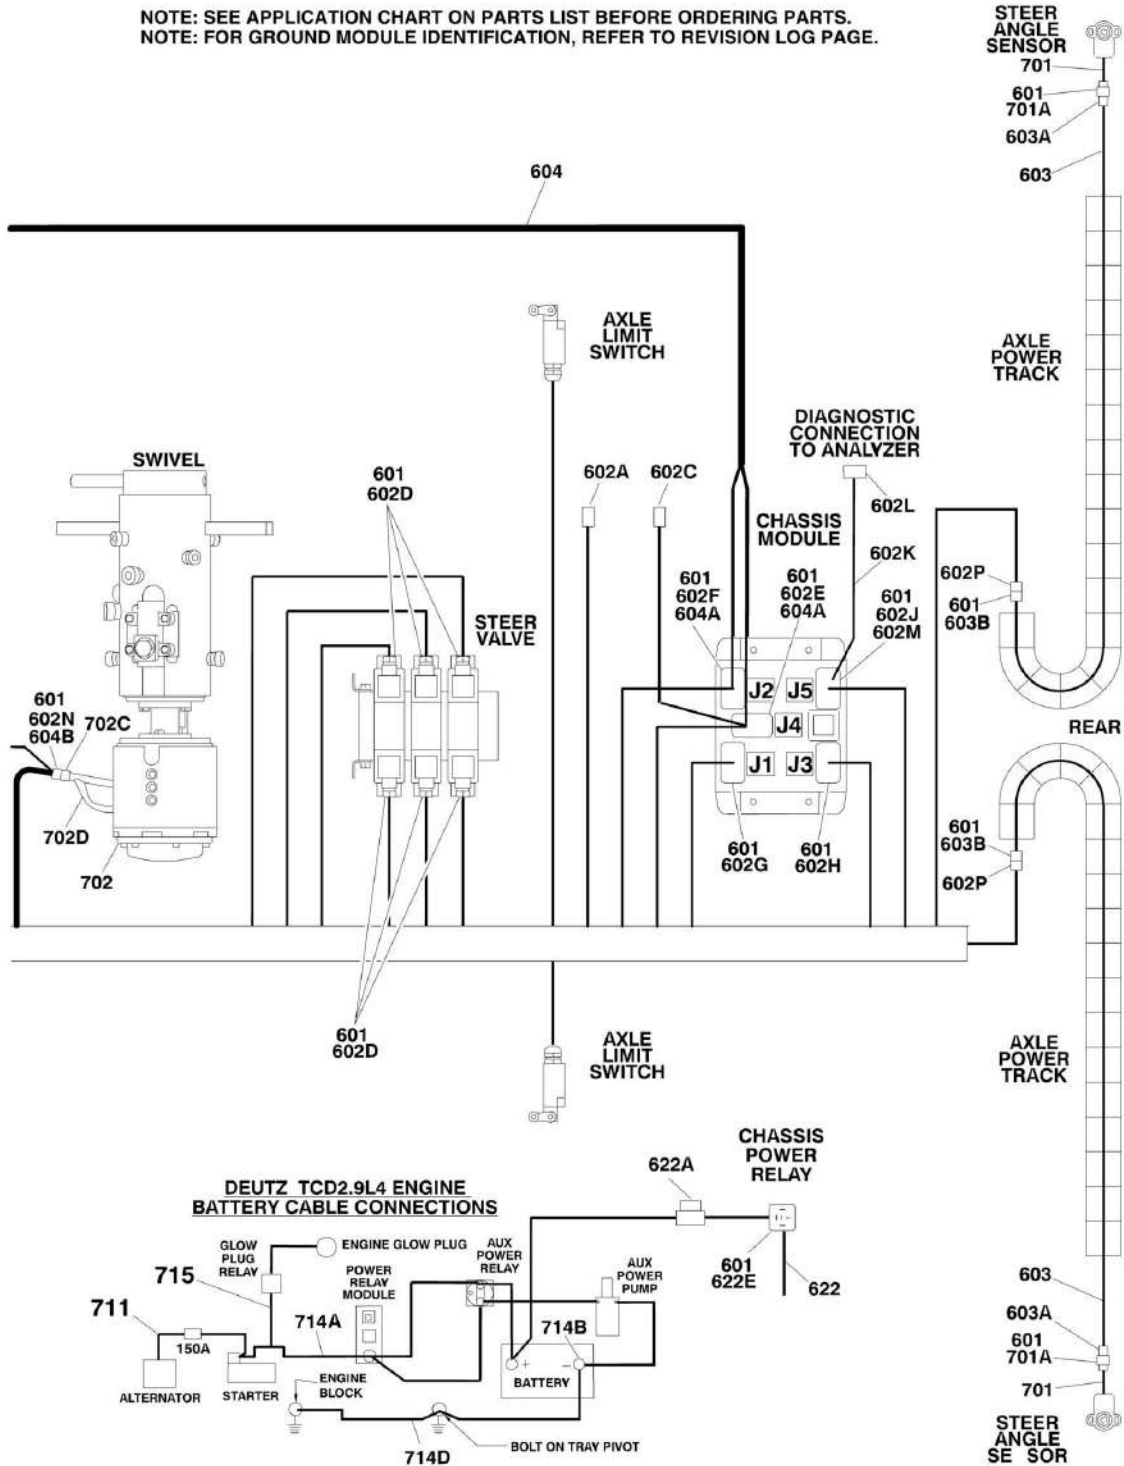 NOTE: SEE APPLICATION CHART ON PARTS LIST BEFORE ORDERING PARTS.
NOTE: FOR GROUND MODULE IDENTIFICATION, REFER TO REVISION LOG PAGE.
STEER
ANGLE
SENSOR
701
601
701A
603A
603
604
AXLE
LIMIT
SWITCH
AXLE
POWER
TRACK
DIAGNOSTIC
CONNECTION
TO ANALYZER
SWIVEL
601
602D
602A
602C
602L
CHASSIS
MODULE
602K
601
602F
604A
601
602E
604A
601
602J
602M
602P
601
603B
STEER
VALVE
J2
J5
J4
J1
J3
601
602N
604B
702C
702D
702
REAR
601
602G
601
602H
601
603B
602P
601
602D
AXLE
LIMIT
SWITCH
AXLE
POWER
TRACK
CHASSIS
POWER
RELAY
622A
601
622E
622
DEUTZ TCD2.9L4 ENGINE
BATTERY CABLE CONNECTIONS
GLOW
PLUG
RELAY
ENGINE GLOW PLUG
AUX
POWER
RELAY
POWER
RELAY
MODULE
AUX
POWER
PUMP
715
711
714A
714B
150A
+
−
BATTERY
ALTERNATOR
STARTER
ENGINE
BLOCK
BOLT ON TRAY PIVOT
714D
603
603A
601
701A
701
STEER
ANGLE
SE SOR